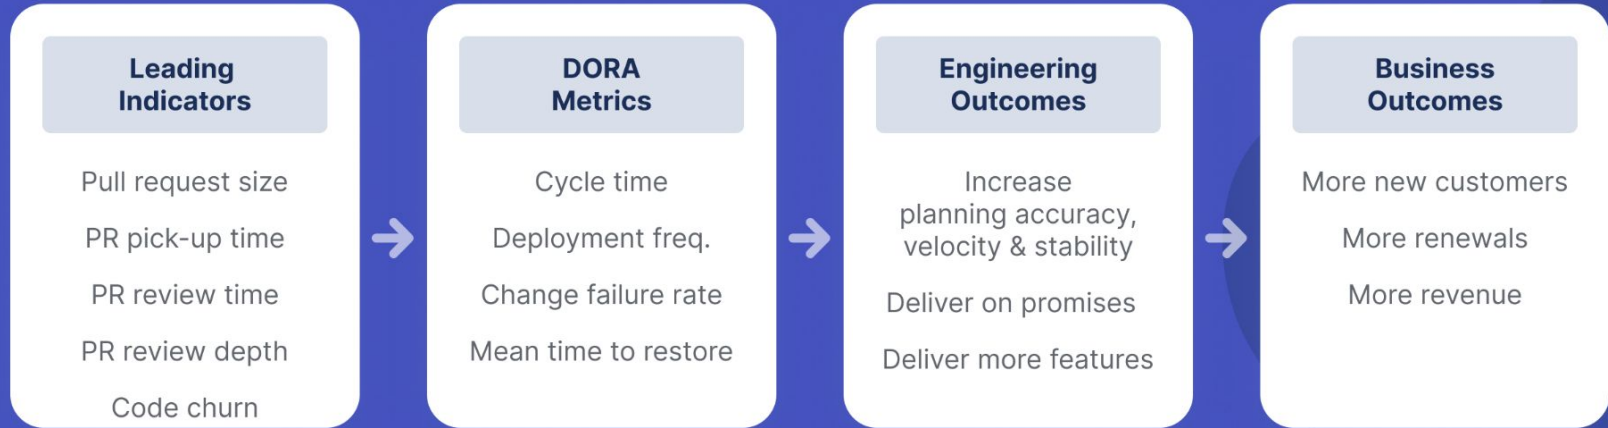 Leading
Indicators
Pull request size
PR pick-up time
PR review time
PR review depth
Code churn
DORA
Metrics
Cycle time
Deployment freq.
Change failure rate
Mean time to restore
Engineering
Outcomes
Increase
planning accuracy,
velocity & stability
Deliver on promises
Deliver more features
Business
Outcomes
More new customers
More renewals
More revenue